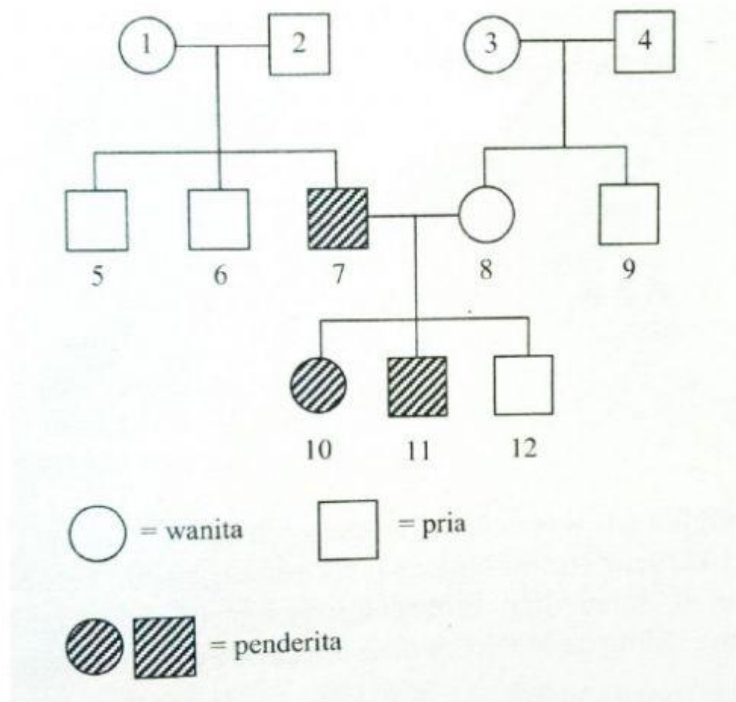 1 2 3 4
5 6 7 8 9
10 11 12
= wanita = pria
= penderita